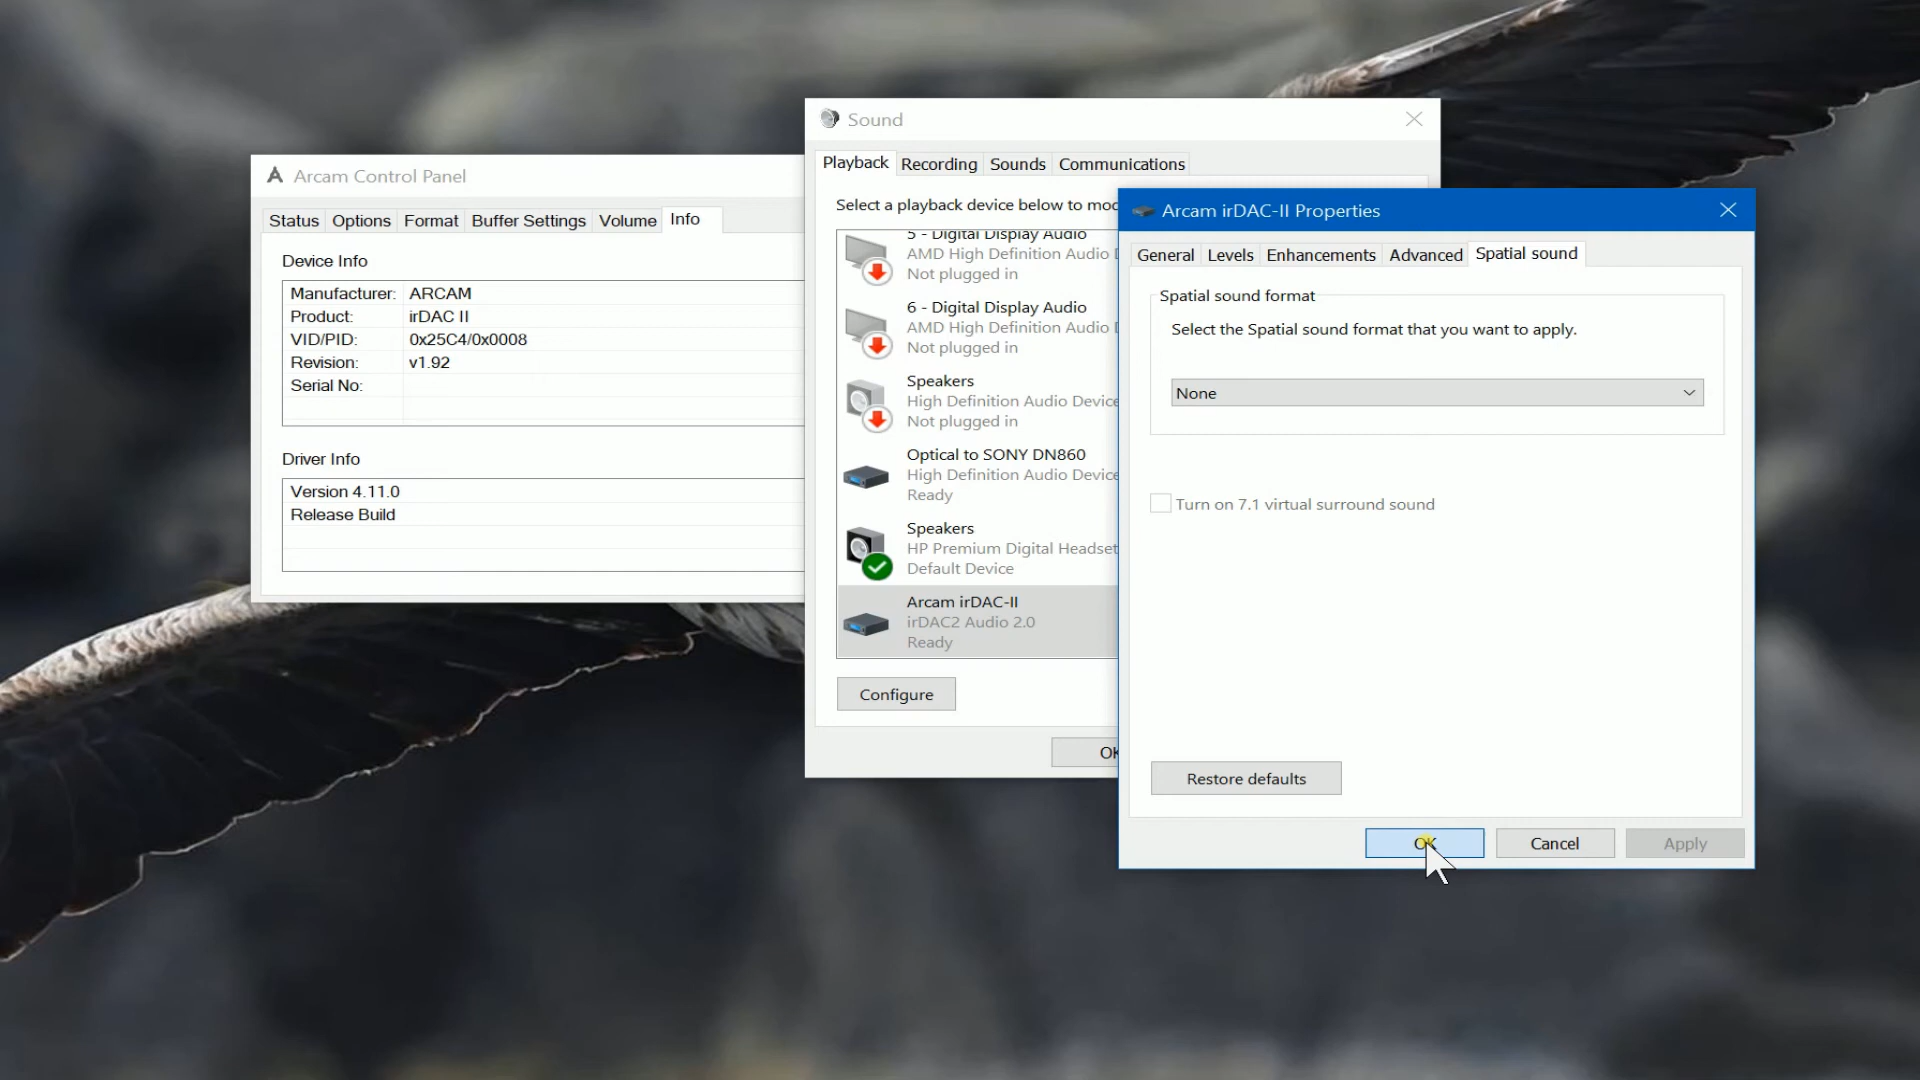 Arcam Control Panel
Status Options Format Buffer Settings Volume Info
Device Info
Manufacturer: ARCAM
Product: irDAC II
VID/PID: 0x25C4/0x0008
Revision: v1.92
Serial No:
Driver Info
Version 4.11.0
Release Build
Sound
Playback Recording Sounds Communications
Select a playback device below to
5 - Digital Display Audio
AMD High Definition Audio
Not plugged in
6 - Digital Display Audio
AMD High Definition Audio
Not plugged in
Speakers
High Definition Audio Device
Not plugged in
Optical to SONY DN860
High Definition Audio Device
Ready
Speakers
HP Premium Digital Headset
Default Device
Arcam irDAC-II
irDAC2 Audio 2.0
Ready
Configure
OK
Arcam irDAC-II Properties
General Levels Enhancements Advanced Spatial sound
Spatial sound format
Select the Spatial sound format that you want to apply.
None
Turn on 7.1 virtual surround sound
Restore defaults
OK Cancel Apply